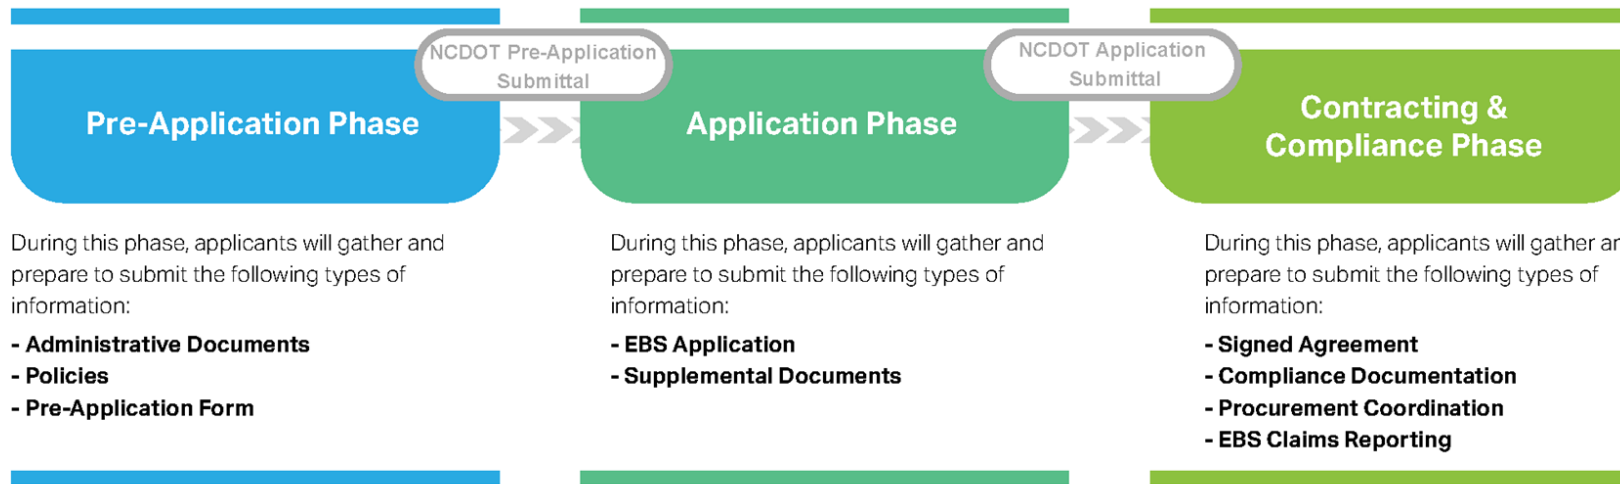 NCDOT Pre-Application
Submittal
NCDOT Application
Submittal
Pre-Application Phase
Application Phase
Contracting &
Compliance Phase
During this phase, applicants will gather and
prepare to submit the following types of
information:
- Administrative Documents
- Policies
- Pre-Application Form
During this phase, applicants will gather and
prepare to submit the following types of
information:
- EBS Application
- Supplemental Documents
During this phase, applicants will gather
prepare to submit the following types of
information:
- Signed Agreement
- Compliance Documentation
- Procurement Coordination
- EBS Claims Reporting